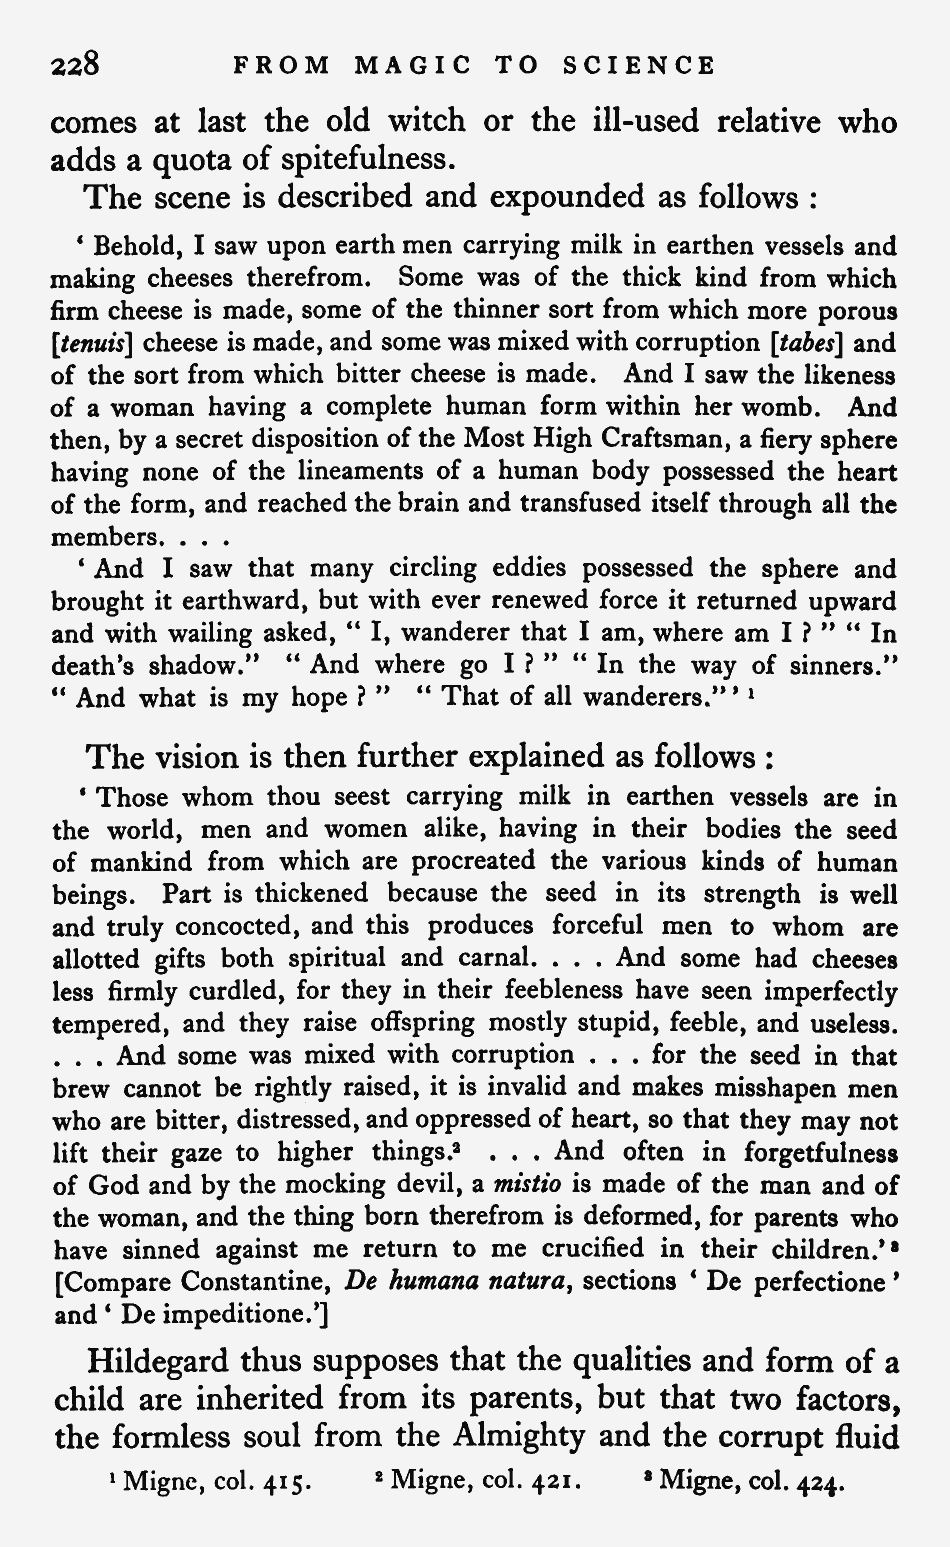 228 FROM MAGIC TO SCIENCE
comes at last the old witch or the ill-used relative who
adds a quota of spitefulness.
The scene is described and expounded as follows :
‘ Behold, I saw upon earth men carrying milk in earthen vessels and
making cheeses therefrom. Some was of the thick kind from which
firm cheese is made, some of the thinner sort from which more porous
[tenuis] cheese is made, and some was mixed with corruption [tabes] and
of the sort from which bitter cheese is made. And I saw the likeness
of a woman having a complete human form within her womb. And
then, by a secret disposition of the Most High Craftsman, a fiery sphere
having none of the lineaments of a human body possessed the heart
of the form, and reached the brain and transfused itself through all the
members. . . .
‘ And I saw that many circling eddies possessed the sphere and
brought it earthward, but with ever renewed force it returned upward
and with wailing asked, “ I, wanderer that I am, where am I ? ” “ In
death’s shadow.” “ And where go I ? ” “ In the way of sinners.”
“ And what is my hope ? ” “ That of all wanderers.” ’ ¹
The vision is then further explained as follows :
‘ Those whom thou seest carrying milk in earthen vessels are in
the world, men and women alike, having in their bodies the seed
of mankind from which are procreated the various kinds of human
beings. Part is thickened because the seed in its strength is well
and truly concocted, and this produces forceful men to whom are
allotted gifts both spiritual and carnal. . . . And some had cheeses
less firmly curdled, for they in their feebleness have seen imperfectly
tempered, and they raise offspring mostly stupid, feeble, and useless.
. . . And some was mixed with corruption . . . for the seed in that
brew cannot be rightly raised, it is invalid and makes misshapen men
who are bitter, distressed, and oppressed of heart, so that they may not
lift their gaze to higher things.² . . . And often in forgetfulness
of God and by the mocking devil, a mistio is made of the man and of
the woman, and the thing born therefrom is deformed, for parents who
have sinned against me return to me crucified in their children.’ ³
[Compare Constantine, De humana natura, sections ‘ De perfectione ’
and ‘ De impeditione.’]
Hildegard thus supposes that the qualities and form of a
child are inherited from its parents, but that two factors,
the formless soul from the Almighty and the corrupt fluid
¹ Migne, col. 415. ² Migne, col. 421. ³ Migne, col. 424.